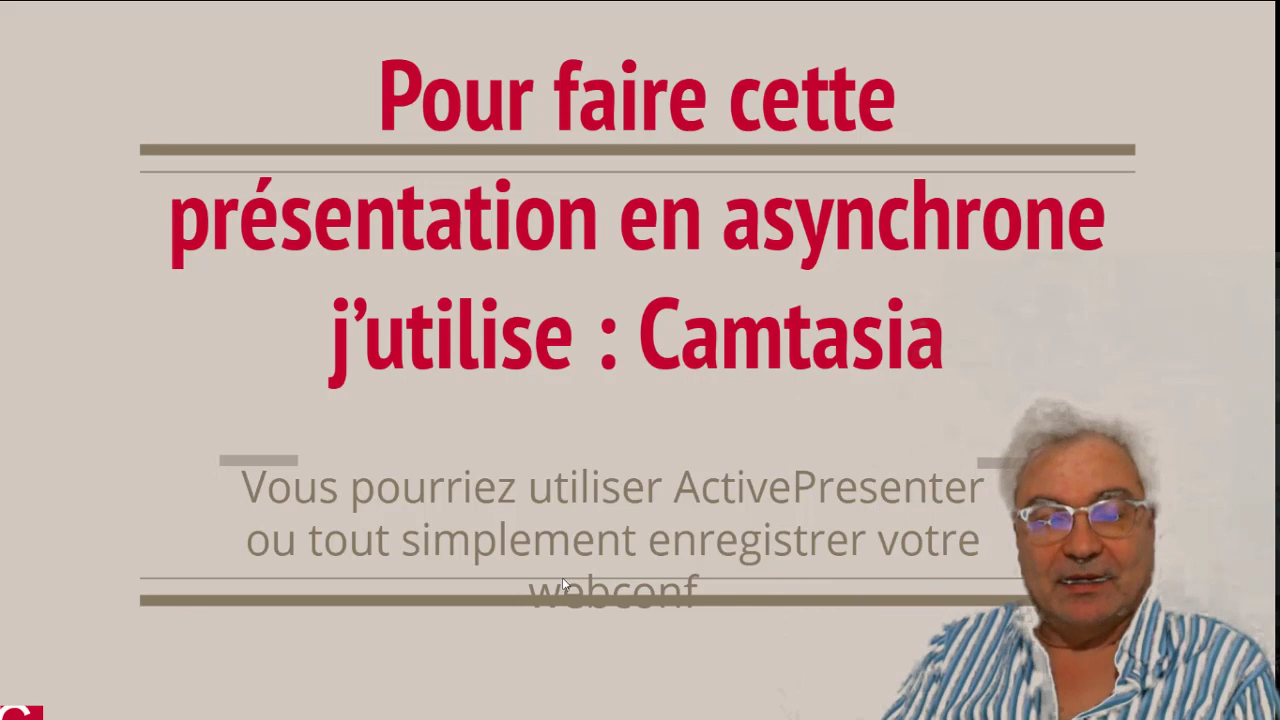 Pour faire cette
présentation en asynchrone
j’utilise : Camtasia
Vous pourriez utiliser ActivePresenter
ou tout simplement enregistrer votre
webconf